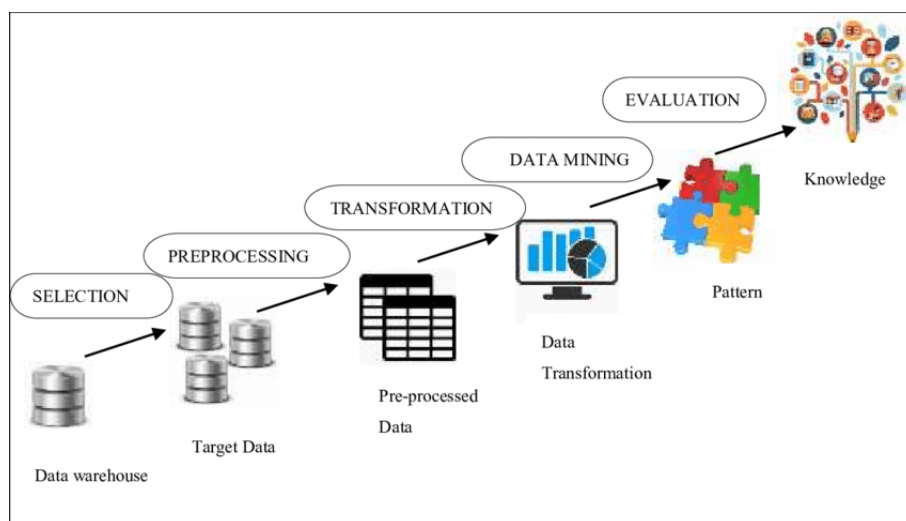 EVALUATION
Knowledge
DATA MINING
Pattern
TRANSFORMATION
Data
Transformation
PREPROCESSING
Pre-processed
Data
SELECTION
Target Data
Data warehouse